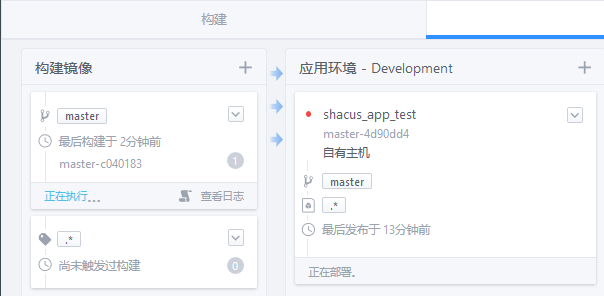 构建
构建镜像
master
最后构建于 2分钟前
master-c040183
1
正在执行...
查看日志
.*
尚未触发过构建
0
应用环境 - Development
shacus_app_test
master-4d90dd4
自有主机
master
.*
最后发布于 13分钟前
正在部署。